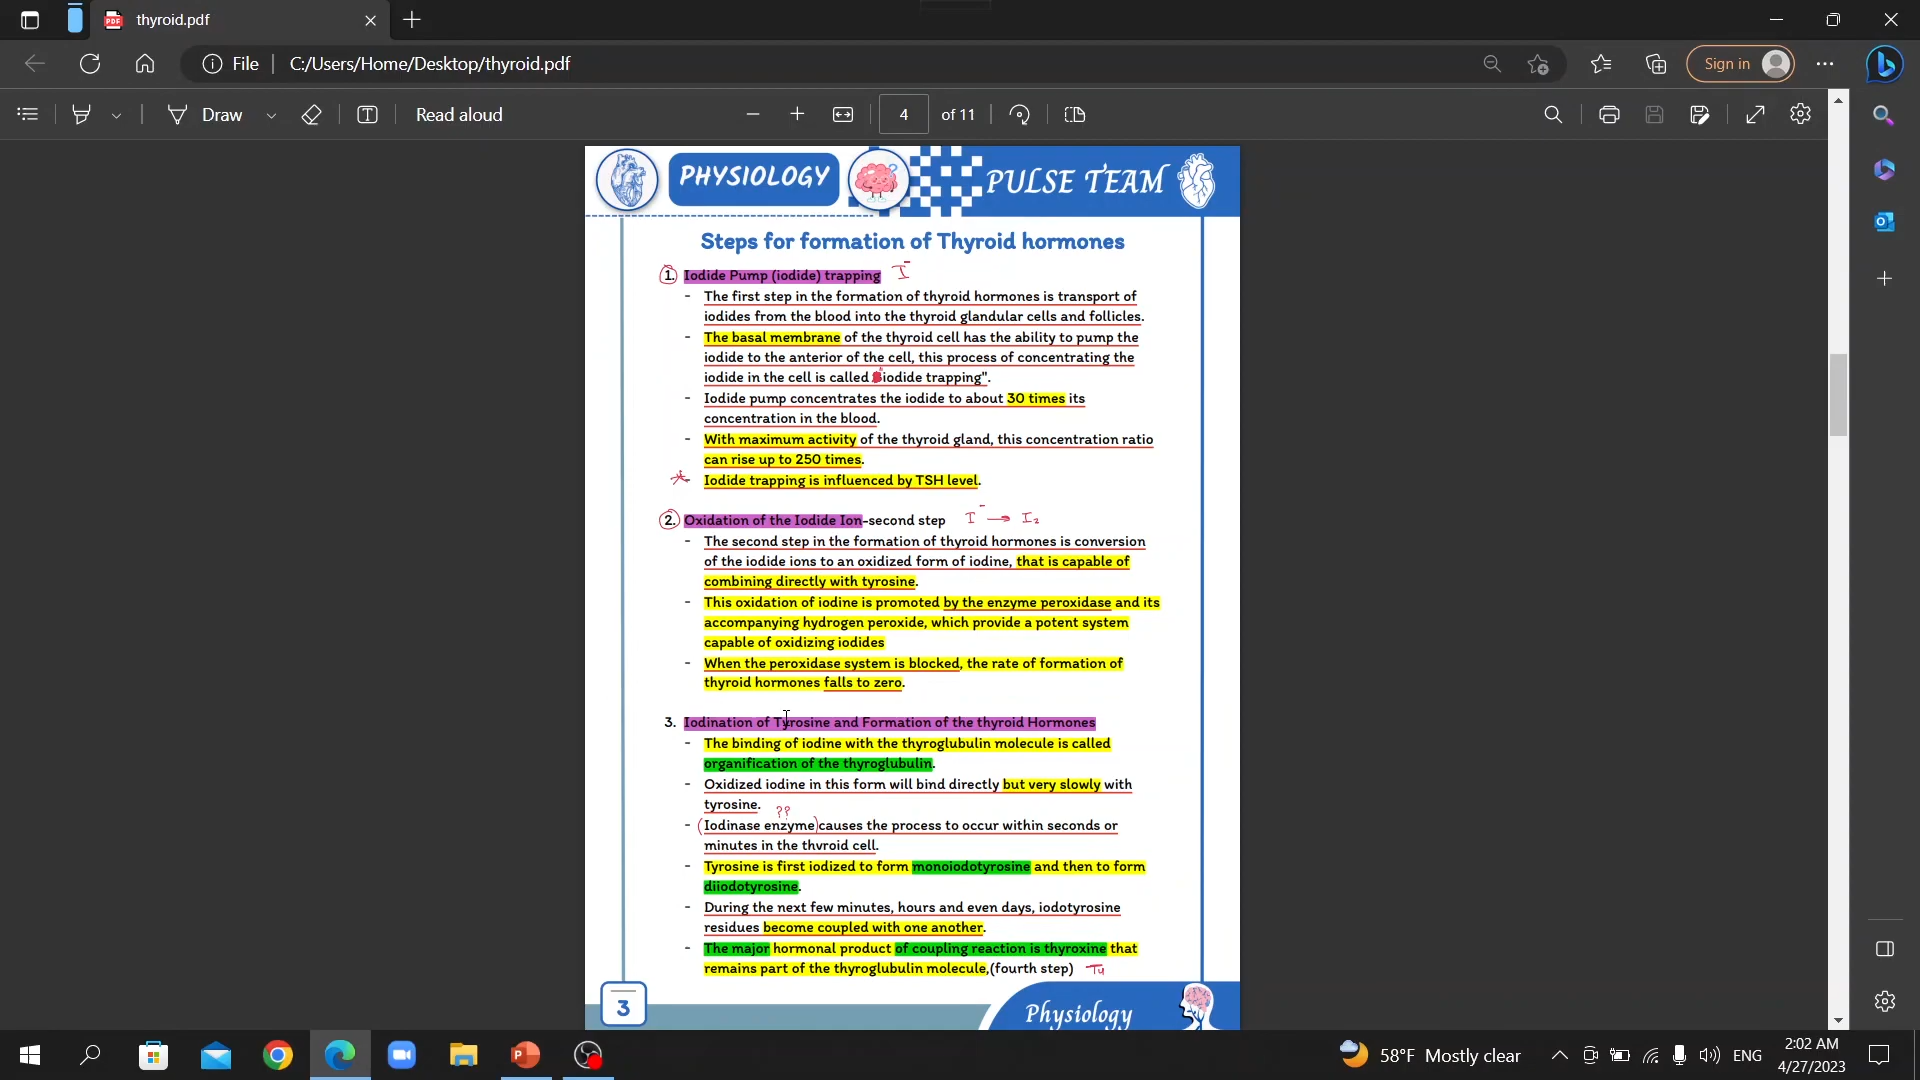 thyroid.pdf
File
C:/Users/Home/Desktop/thyroid.pdf
Sign in
Draw
Read aloud
4
of 11
PHYSIOLOGY
PULSE TEAM
Steps for formation of Thyroid hormones
1. Iodide Pump (iodide) trapping I⁻
- The first step in the formation of thyroid hormones is transport of
iodides from the blood into the thyroid glandular cells and follicles.
- The basal membrane of the thyroid cell has the ability to pump the
iodide to the anterior of the cell, this process of concentrating the
iodide in the cell is called iodide trapping".
- Iodide pump concentrates the iodide to about 30 times its
concentration in the blood.
- With maximum activity of the thyroid gland, this concentration ratio
can rise up to 250 times.
- Iodide trapping is influenced by TSH level.
2. Oxidation of the Iodide Ion-second step I⁻ → I₂
- The second step in the formation of thyroid hormones is conversion
of the iodide ions to an oxidized form of iodine, that is capable of
combining directly with tyrosine.
- This oxidation of iodine is promoted by the enzyme peroxidase and its
accompanying hydrogen peroxide, which provide a potent system
capable of oxidizing iodides
- When the peroxidase system is blocked, the rate of formation of
thyroid hormones falls to zero.
3. Iodination of Tyrosine and Formation of the thyroid Hormones
- The binding of iodine with the thyroglubulin molecule is called
organification of the thyroglubulin.
- Oxidized iodine in this form will bind directly but very slowly with
tyrosine.
??
- (Iodinase enzyme) causes the process to occur within seconds or
minutes in the thvroid cell.
- Tyrosine is first iodized to form monoiodotyrosine and then to form
diiodotyrosine.
- During the next few minutes, hours and even days, iodotyrosine
residues become coupled with one another.
- The major hormonal product of coupling reaction is thyroxine that
remains part of the thyroglubulin molecule,(fourth step) T4
3
Physiology
58°F Mostly clear
ENG
2:02 AM
4/27/2023